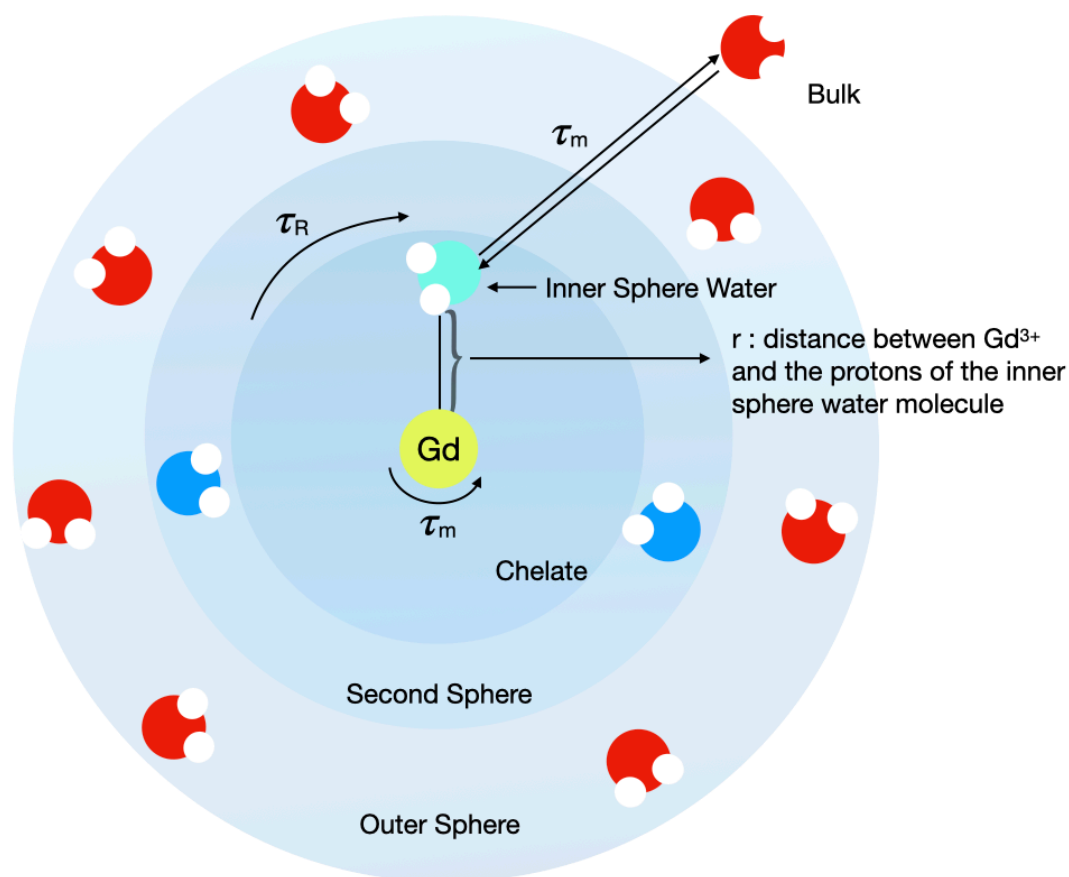 Bulk
τm
τR
Inner Sphere Water
r : distance between Gd³⁺
and the protons of the inner
sphere water molecule
Gd
τm
Chelate
Second Sphere
Outer Sphere